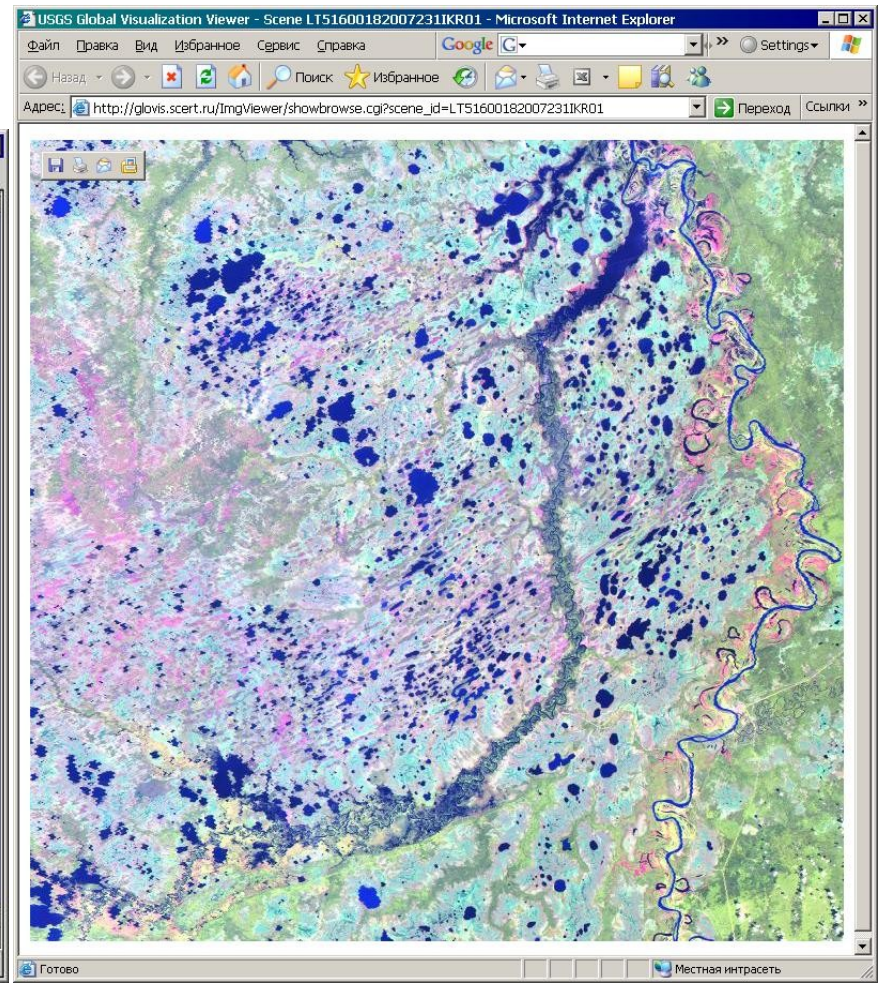 USGS Global Visualization Viewer - Scene LT51600182007231IKR01 - Microsoft Internet Explorer
Файл Правка Вид Избранное Сервис Справка Google G Settings
Назад Поиск Избранное
Адрес: http://glovis.scert.ru/ImgViewer/showbrowse.cgi?scene_id=LT51600182007231IKR01 Переход Ссылки »
Готово Местная интрасеть